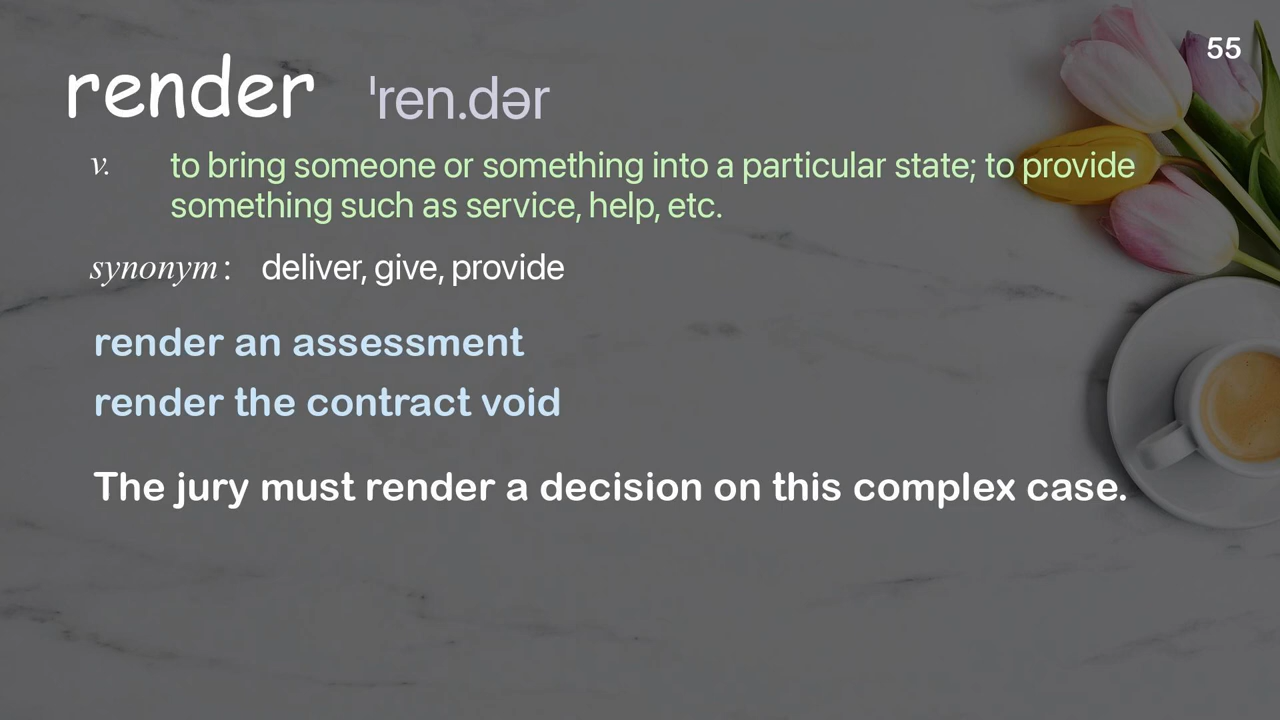 55
render ˈren.dər
v. to bring someone or something into a particular state; to provide
something such as service, help, etc.
synonym : deliver, give, provide
render an assessment
render the contract void
The jury must render a decision on this complex case.